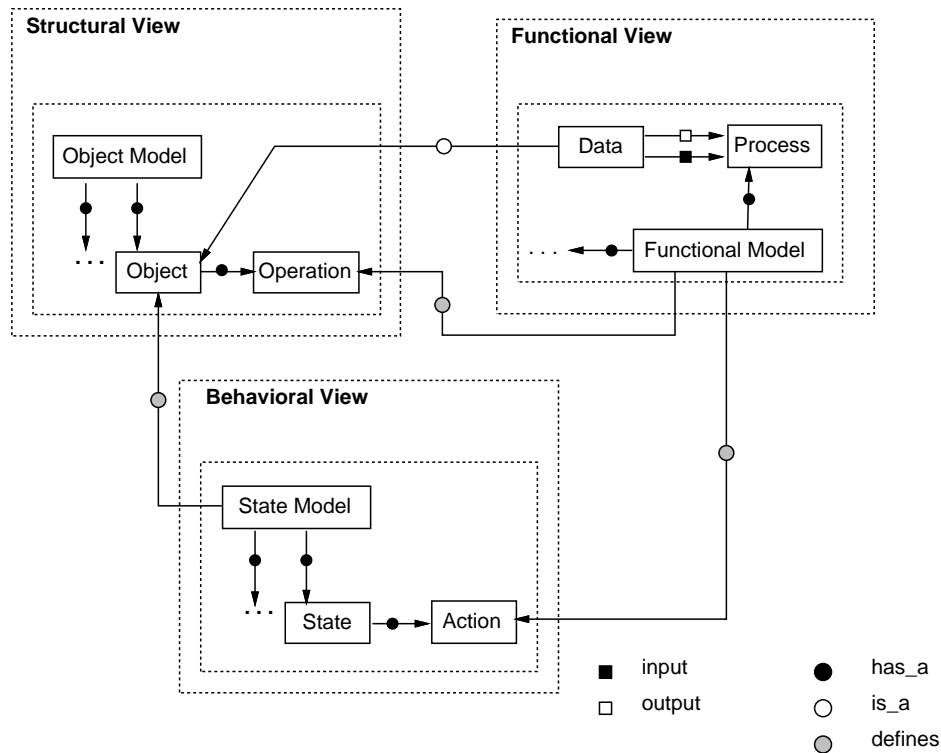 Structural View
Object Model
. . .
Object
Operation
Functional View
Data
Process
. . .
Functional Model
Behavioral View
State Model
. . .
State
Action
input
output
has_a
is_a
defines